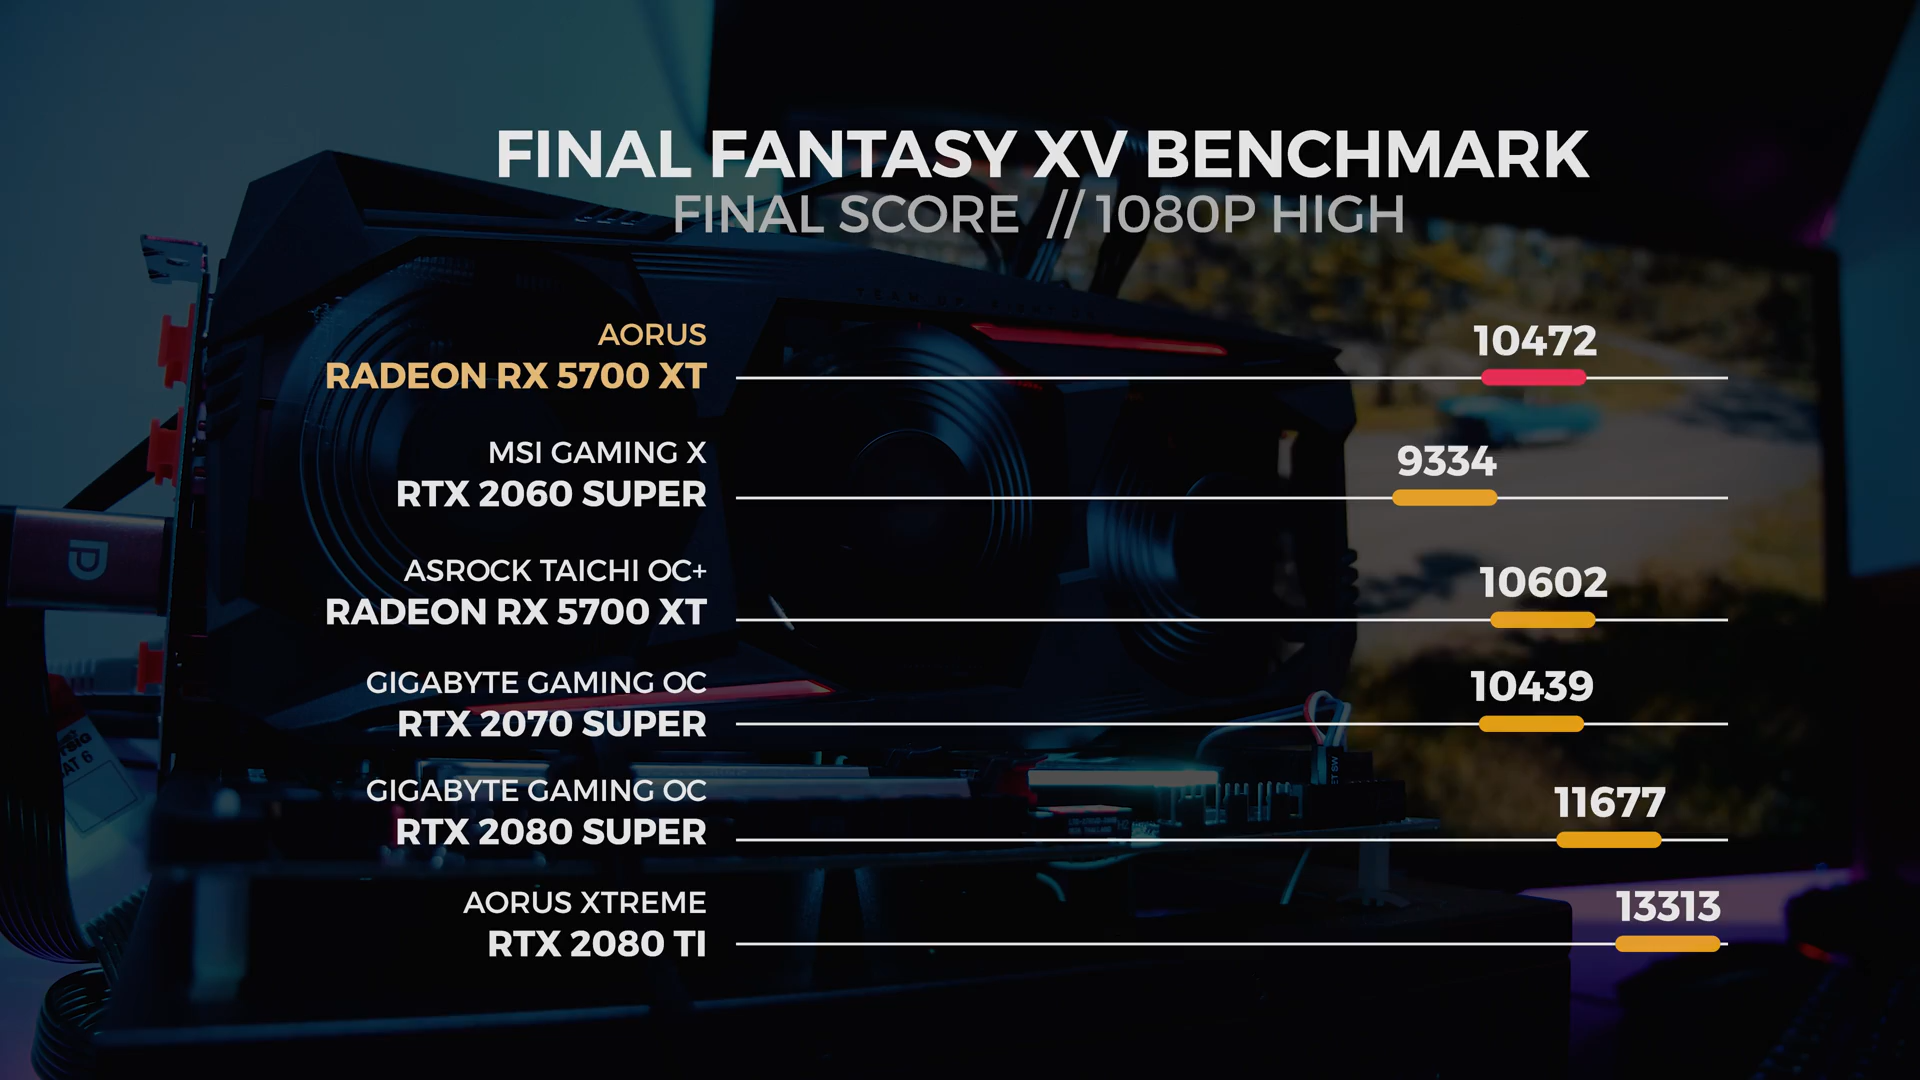 FINAL FANTASY XV BENCHMARK
FINAL SCORE // 1080P HIGH
AORUS
RADEON RX 5700 XT
10472
MSI GAMING X
RTX 2060 SUPER
9334
ASROCK TAICHI OC+
RADEON RX 5700 XT
10602
GIGABYTE GAMING OC
RTX 2070 SUPER
10439
GIGABYTE GAMING OC
RTX 2080 SUPER
11677
AORUS XTREME
RTX 2080 TI
13313